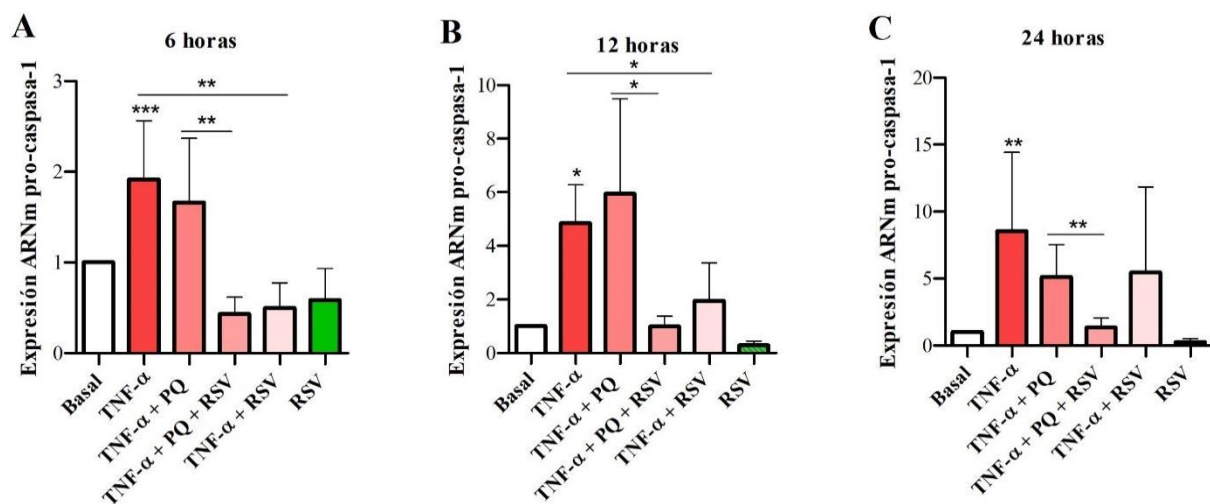 A
6 horas
Expresión ARNm pro-caspasa-1
3
2
1
0
***
**
**
Basal
TNF-α
TNF-α + PQ
TNF-α + PQ + RSV
TNF-α + RSV
RSV
B
12 horas
Expresión ARNm pro-caspasa-1
10
8
6
4
2
0
*
*
*
Basal
TNF-α
TNF-α + PQ
TNF-α + PQ + RSV
TNF-α + RSV
RSV
C
24 horas
Expresión ARNm pro-caspasa-1
20
15
10
5
0
**
**
Basal
TNF-α
TNF-α + PQ
TNF-α + PQ + RSV
TNF-α + RSV
RSV